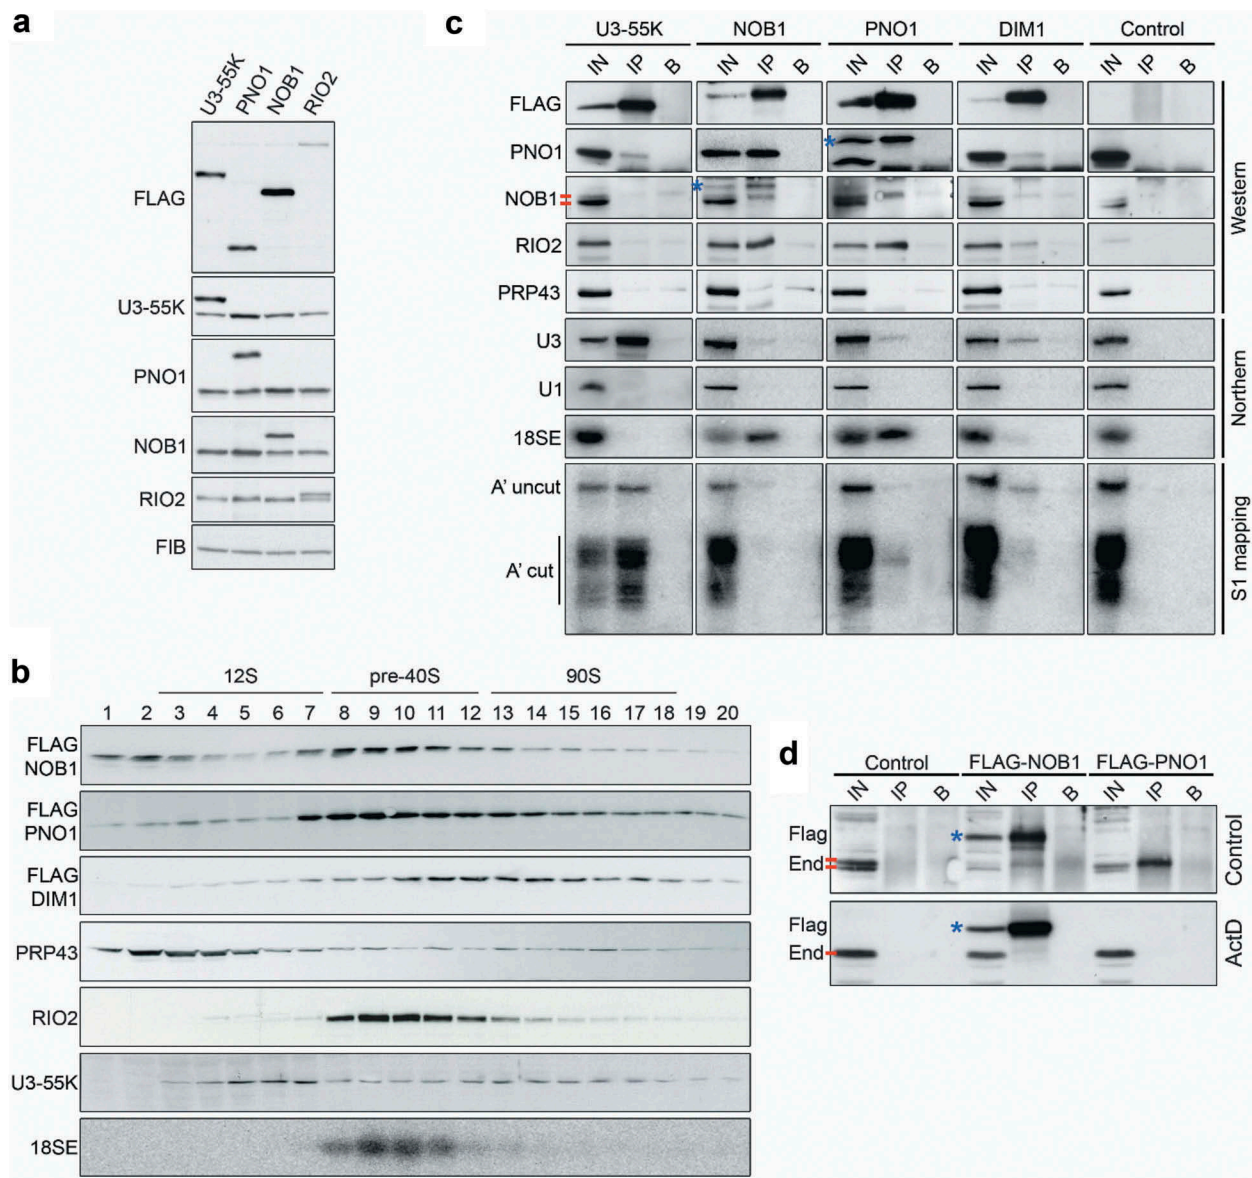 a
U3-55K PNO1 NOB1 RIO2
FLAG
U3-55K
PNO1
NOB1
RIO2
FIB
c
U3-55K NOB1 PNO1 DIM1 Control
IN IP B IN IP B IN IP B IN IP B IN IP B
FLAG
PNO1 *
NOB1 *
RIO2
PRP43
Western
U3
U1
18SE
Northern
A' uncut
A' cut
S1 mapping
b
12S pre-40S 90S
1 2 3 4 5 6 7 8 9 10 11 12 13 14 15 16 17 18 19 20
FLAG
NOB1
FLAG
PNO1
FLAG
DIM1
PRP43
RIO2
U3-55K
18SE
d
Control FLAG-NOB1 FLAG-PNO1
IN IP B IN IP B IN IP B
Flag *
End
Control
Flag *
End
ActD